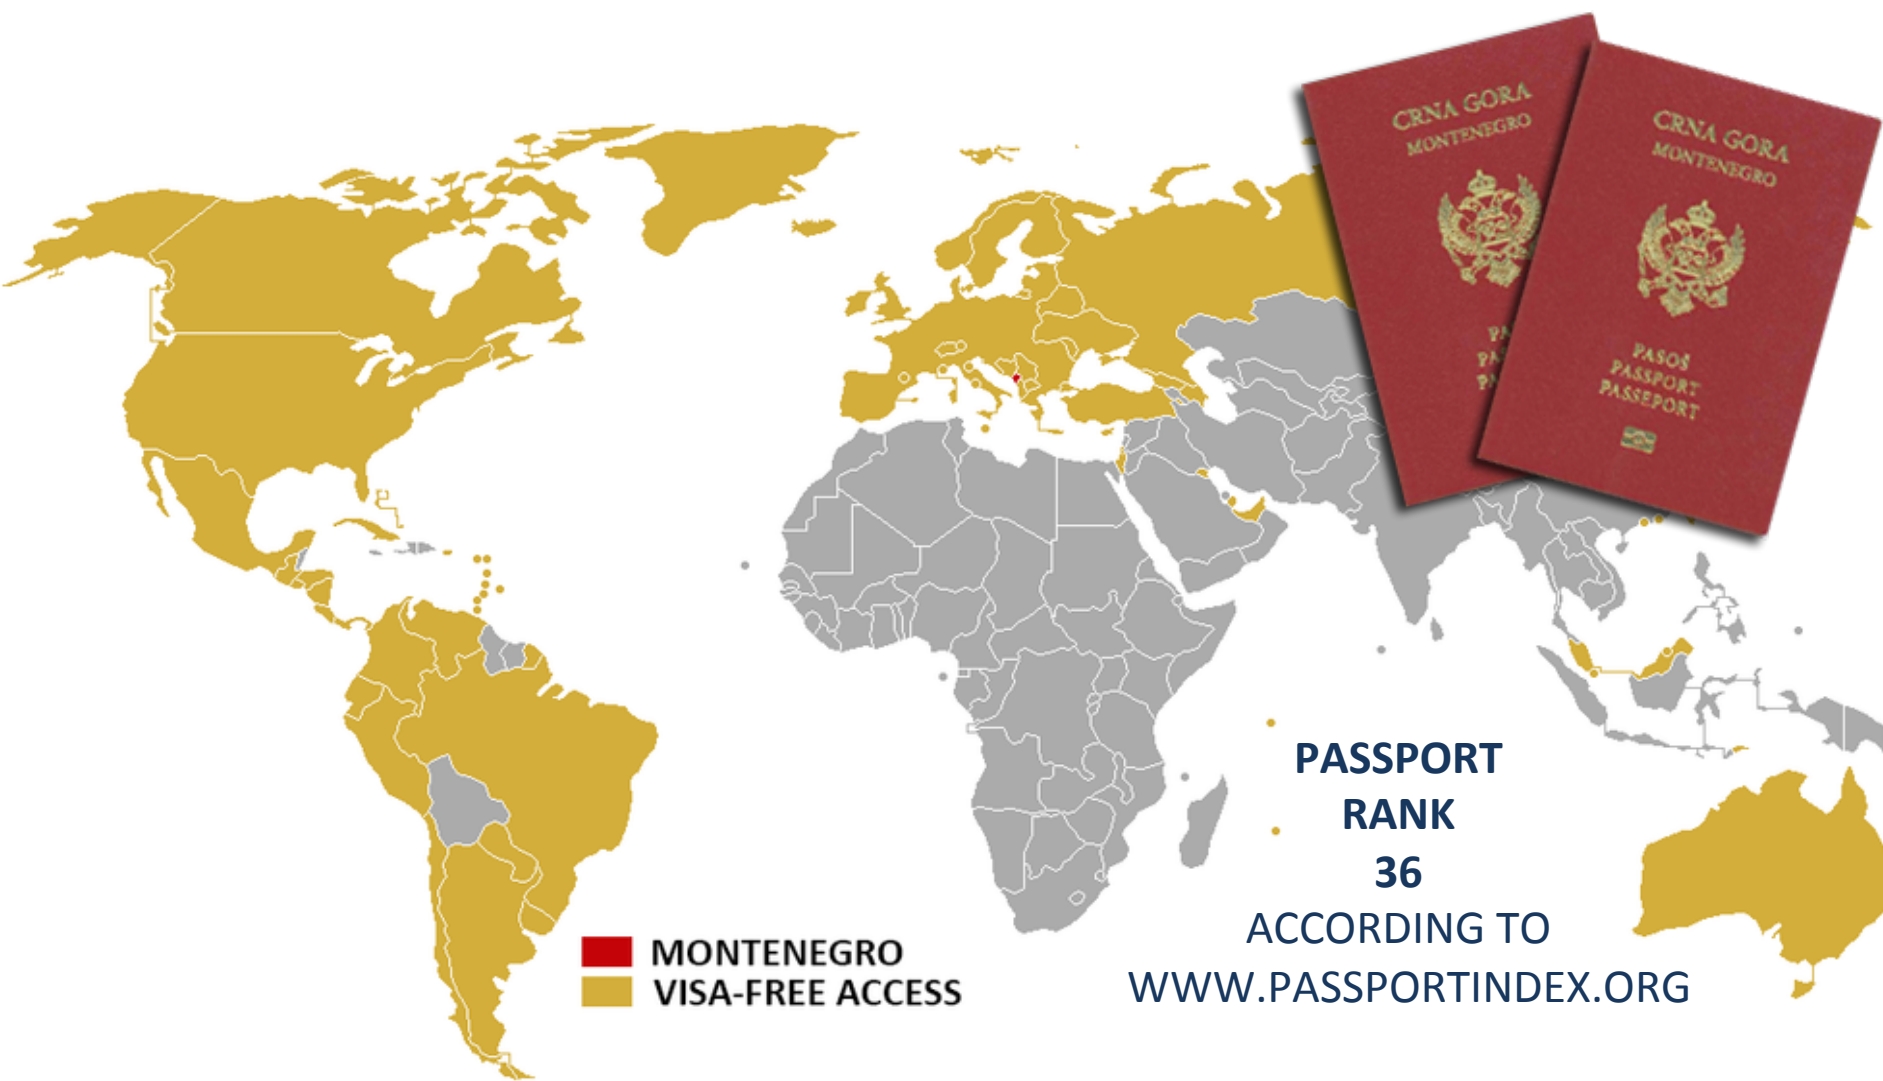 CRNA GORA
MONTENEGRO
CRNA GORA
MONTENEGRO
PASOŠ
PASSPORT
PASSEPORT
PASSPORT
RANK
36
ACCORDING TO
WWW.PASSPORTINDEX.ORG
MONTENEGRO
VISA-FREE ACCESS